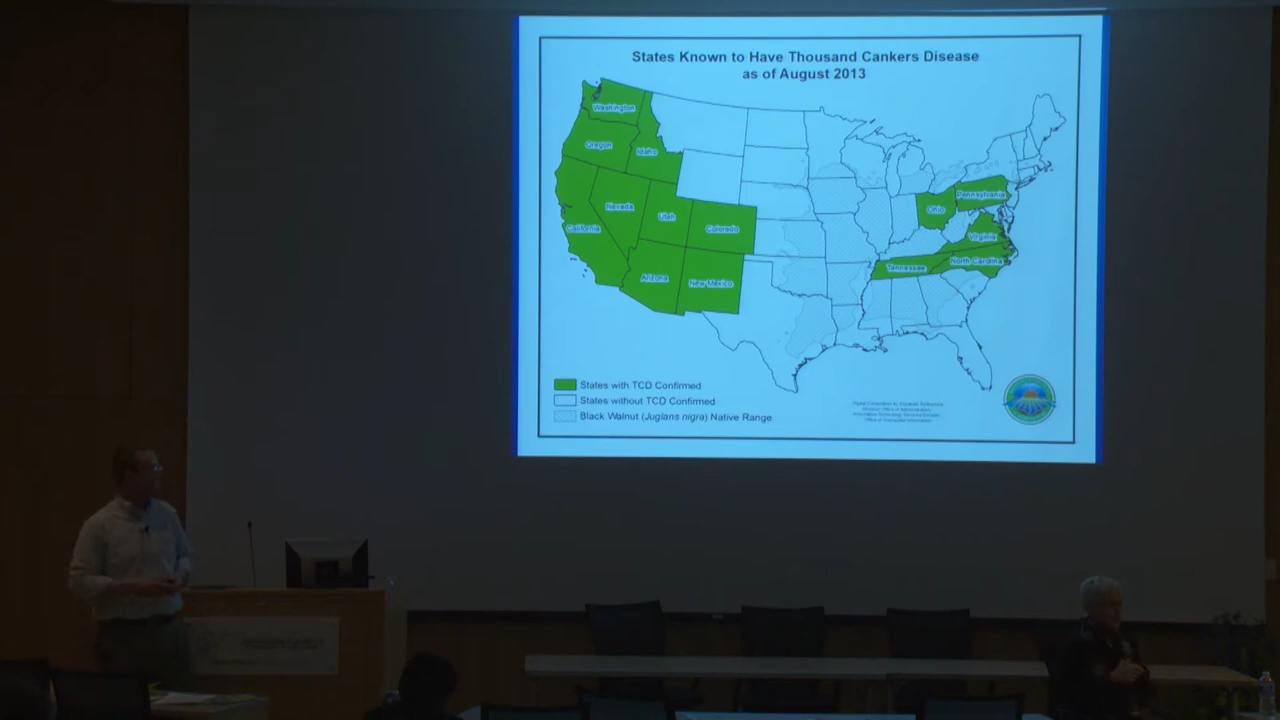 States Known to Have Thousand Cankers Disease
as of August 2013
Washington
Oregon
Idaho
Nevada
Utah
Colorado
California
Arizona
New Mexico
Ohio
Pennsylvania
Virginia
Tennessee
North Carolina
States with TCD Confirmed
States without TCD Confirmed
Black Walnut (Juglans nigra) Native Range